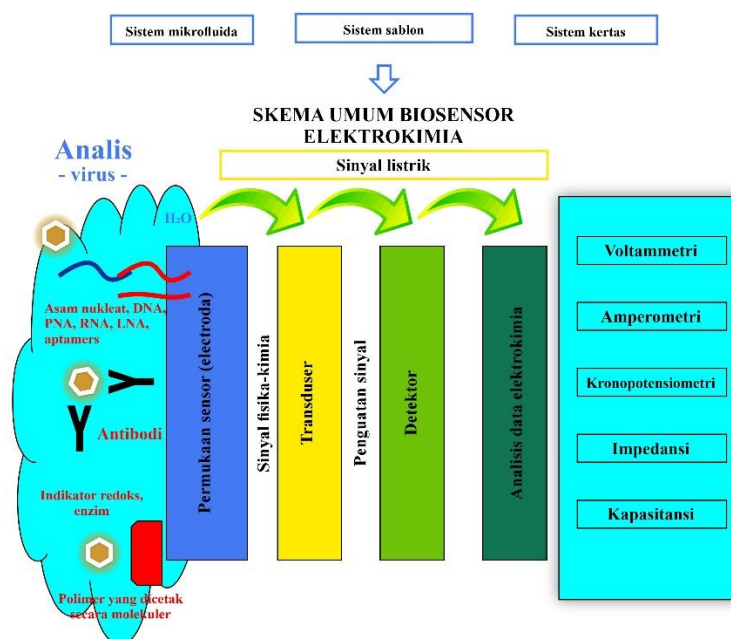 Sistem mikrofluida
Sistem sablon
Sistem kertas
SKEMA UMUM BIOSENSOR
ELEKTROKIMIA
Sinyal listrik
Analis
- virus -
H₂O
Asam nukleat, DNA,
PNA, RNA, LNA,
aptamers
Antibodi
Indikator redoks,
enzim
Polimer yang dicetak
secara molekuler
Permukaan sensor (electroda)
Sinyal fisika-kimia
Transduser
Penguatan sinyal
Detektor
Analisis data elektrokimia
Voltammetri
Amperometri
Kronopotensiometri
Impedansi
Kapasitansi